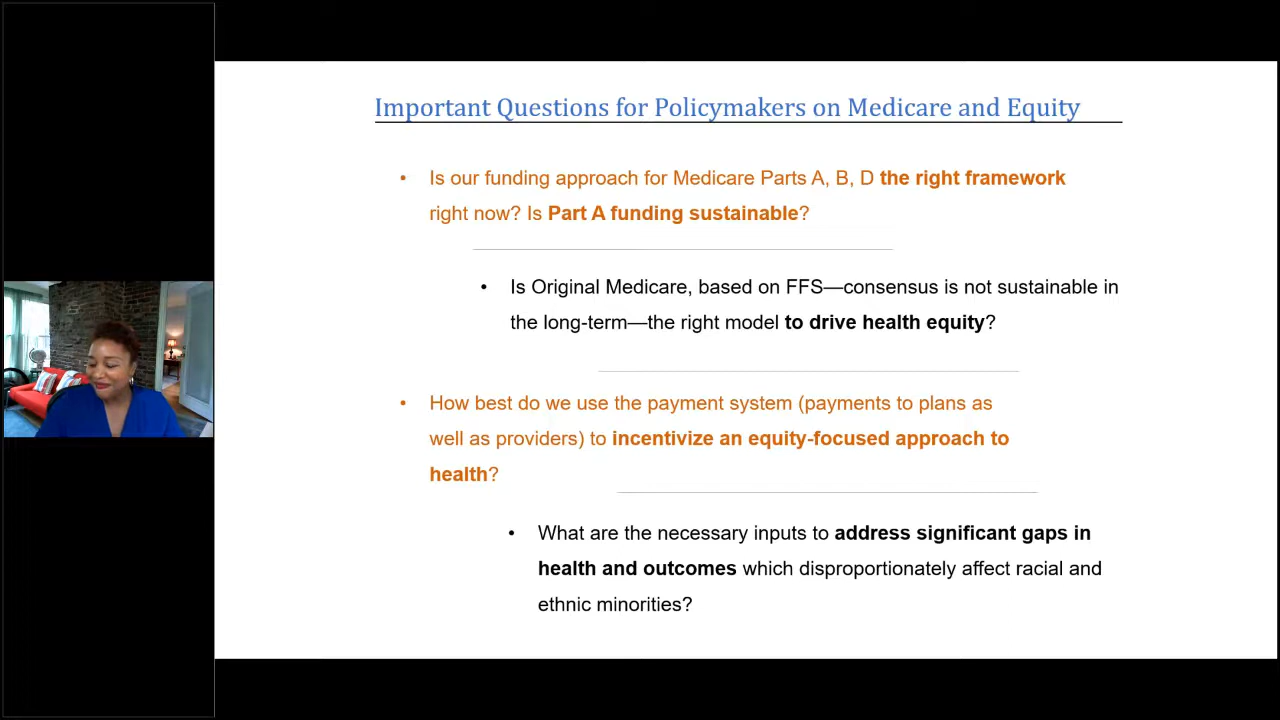 Important Questions for Policymakers on Medicare and Equity
• Is our funding approach for Medicare Parts A, B, D the right framework
right now? Is Part A funding sustainable?
• Is Original Medicare, based on FFS—consensus is not sustainable in
the long-term—the right model to drive health equity?
• How best do we use the payment system (payments to plans as
well as providers) to incentivize an equity-focused approach to
health?
• What are the necessary inputs to address significant gaps in
health and outcomes which disproportionately affect racial and
ethnic minorities?